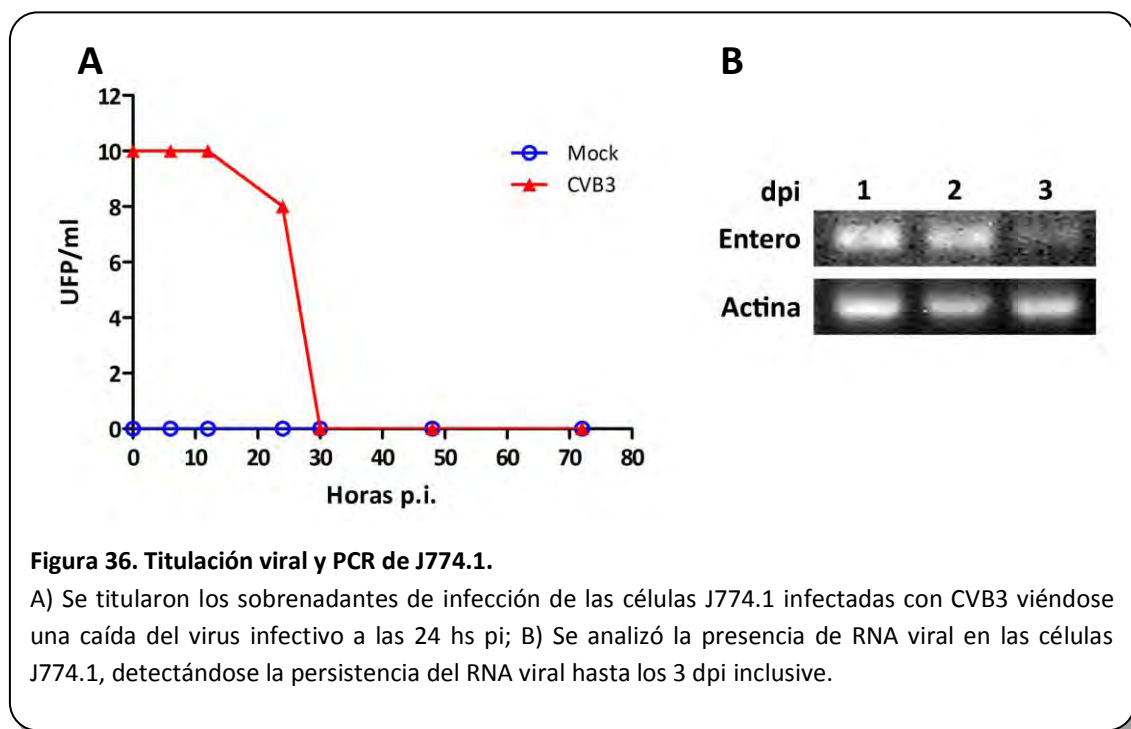 A
12
10
8
6
4
2
0
UFP/ml
0 10 20 30 40 50 60 70 80
Horas p.i.
Mock
CVB3
B
dpi 1 2 3
Entero
Actina
Figura 36. Titulación viral y PCR de J774.1.
A) Se titularon los sobrenadantes de infección de las células J774.1 infectadas con CVB3 viéndose
una caída del virus infectivo a las 24 hs pi; B) Se analizó la presencia de RNA viral en las células
J774.1, detectándose la persistencia del RNA viral hasta los 3 dpi inclusive.